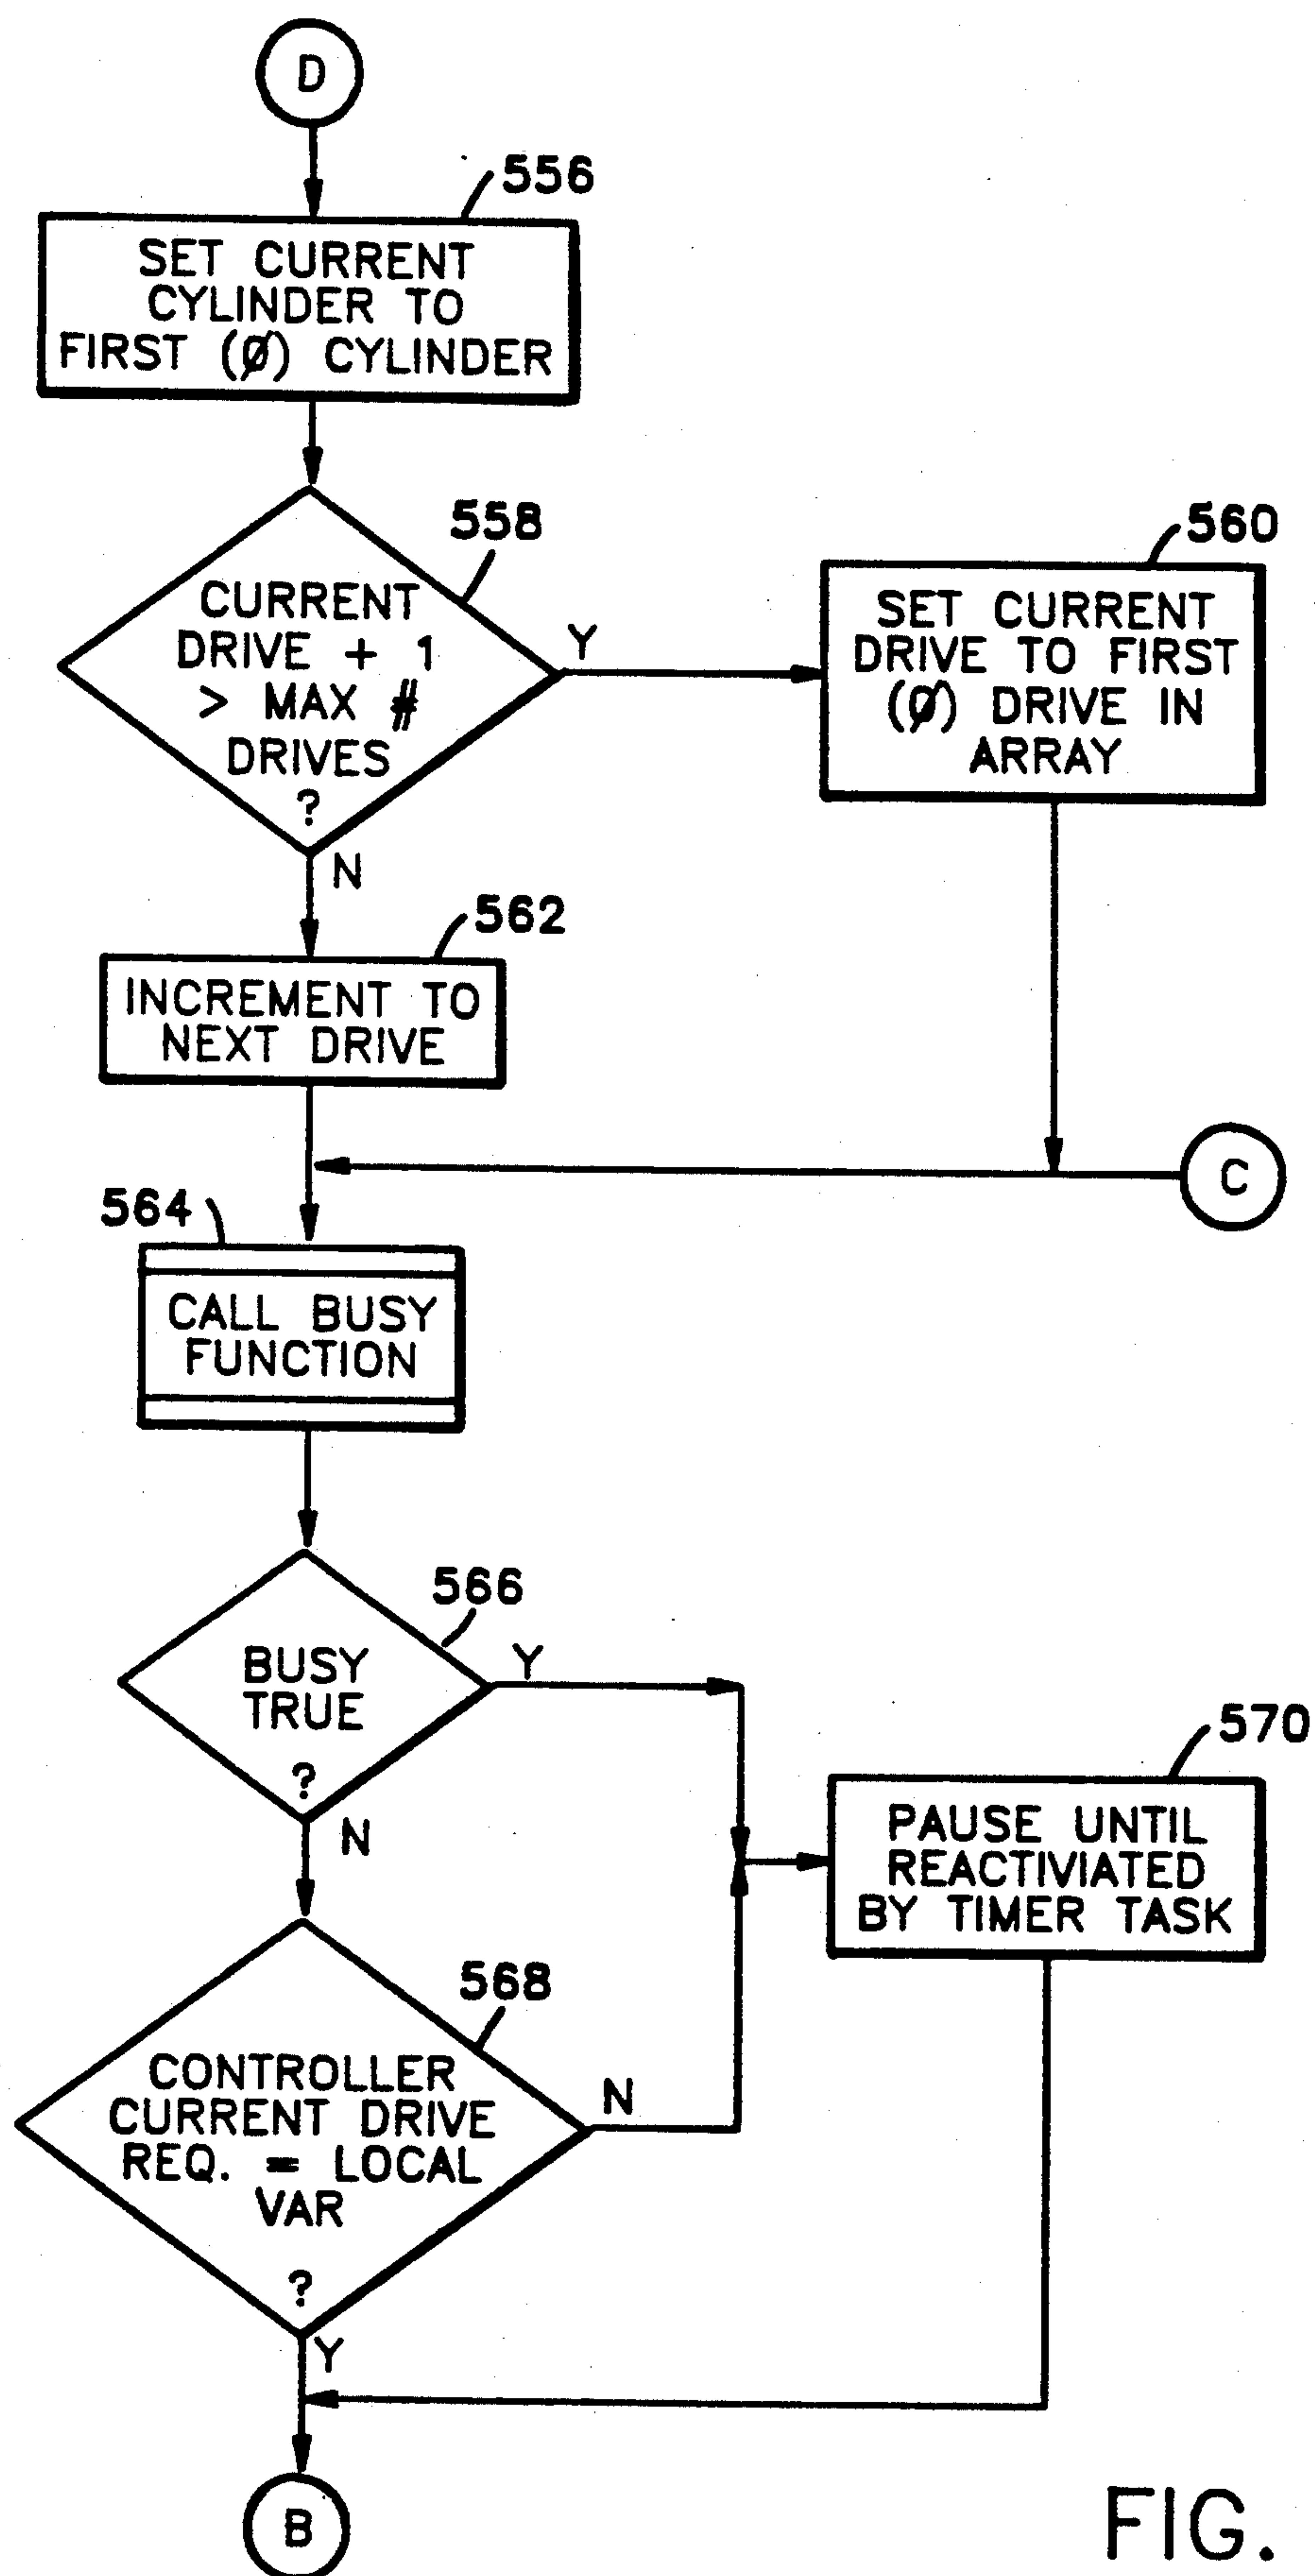 D
556
SET CURRENT
CYLINDER TO
FIRST (Ø) CYLINDER
558
CURRENT
DRIVE + 1
> MAX #
DRIVES
?
Y
N
560
SET CURRENT
DRIVE TO FIRST
(Ø) DRIVE IN
ARRAY
562
INCREMENT TO
NEXT DRIVE
C
564
CALL BUSY
FUNCTION
566
BUSY
TRUE
?
Y
N
570
PAUSE UNTIL
REACTIVIATED
BY TIMER TASK
568
CONTROLLER
CURRENT DRIVE
REQ. = LOCAL
VAR
?
N
Y
B
FIG.